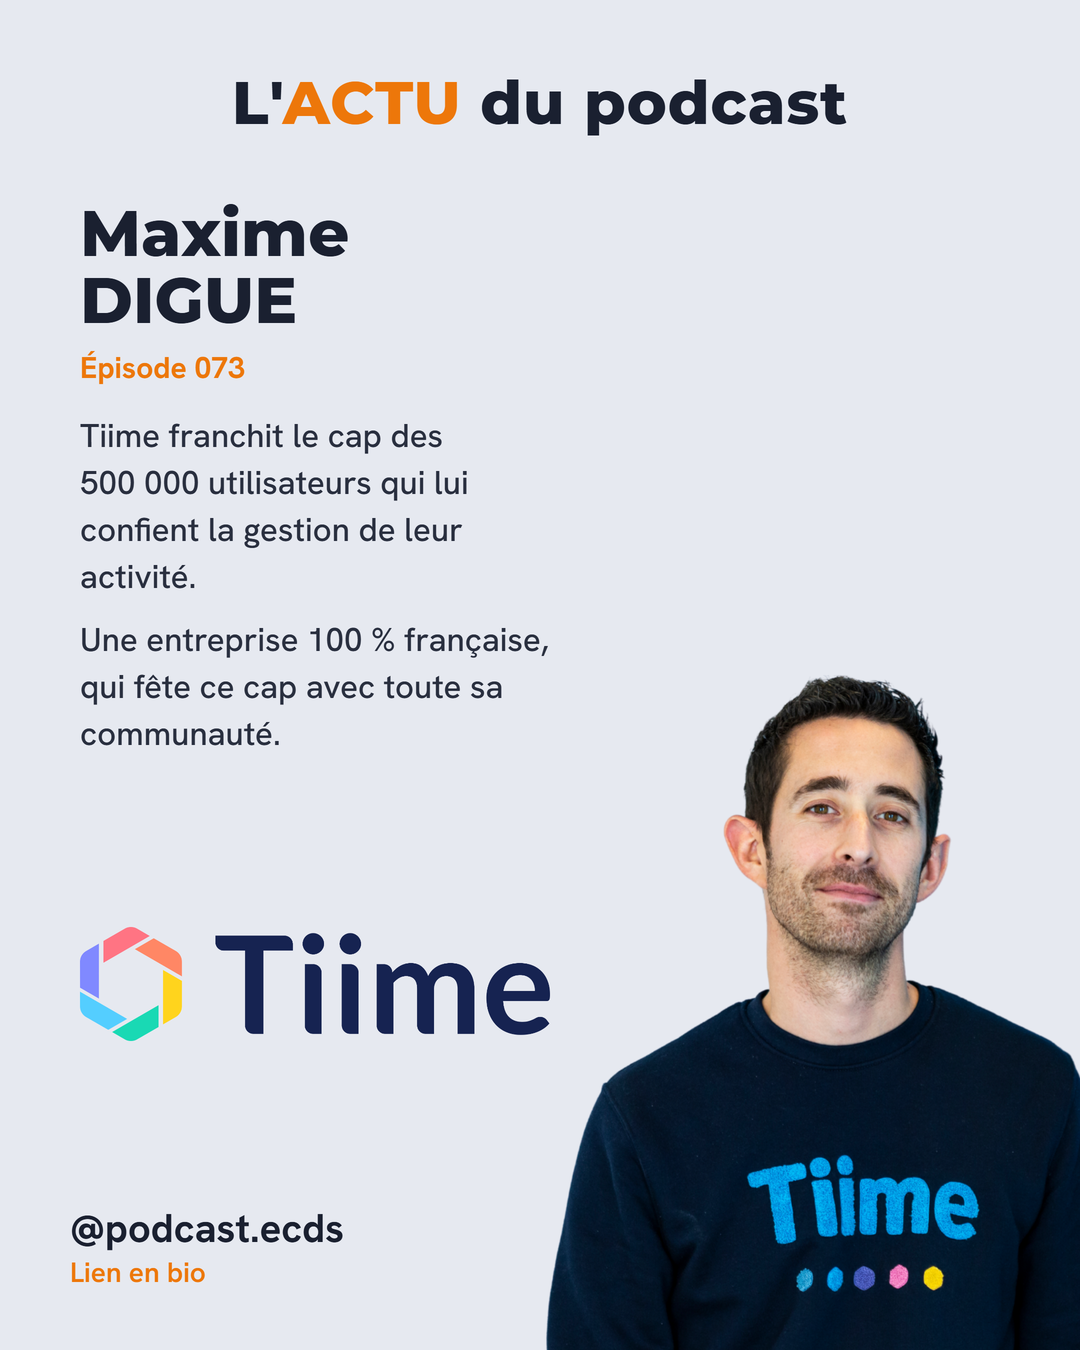 L'ACTU du podcast
Maxime
DIGUE
Épisode 073
Tiime franchit le cap des
500 000 utilisateurs qui lui
confient la gestion de leur
activité.
Une entreprise 100 % française,
qui fête ce cap avec toute sa
communauté.
Tiime
Tiime
@podcast.ecds
Lien en bio